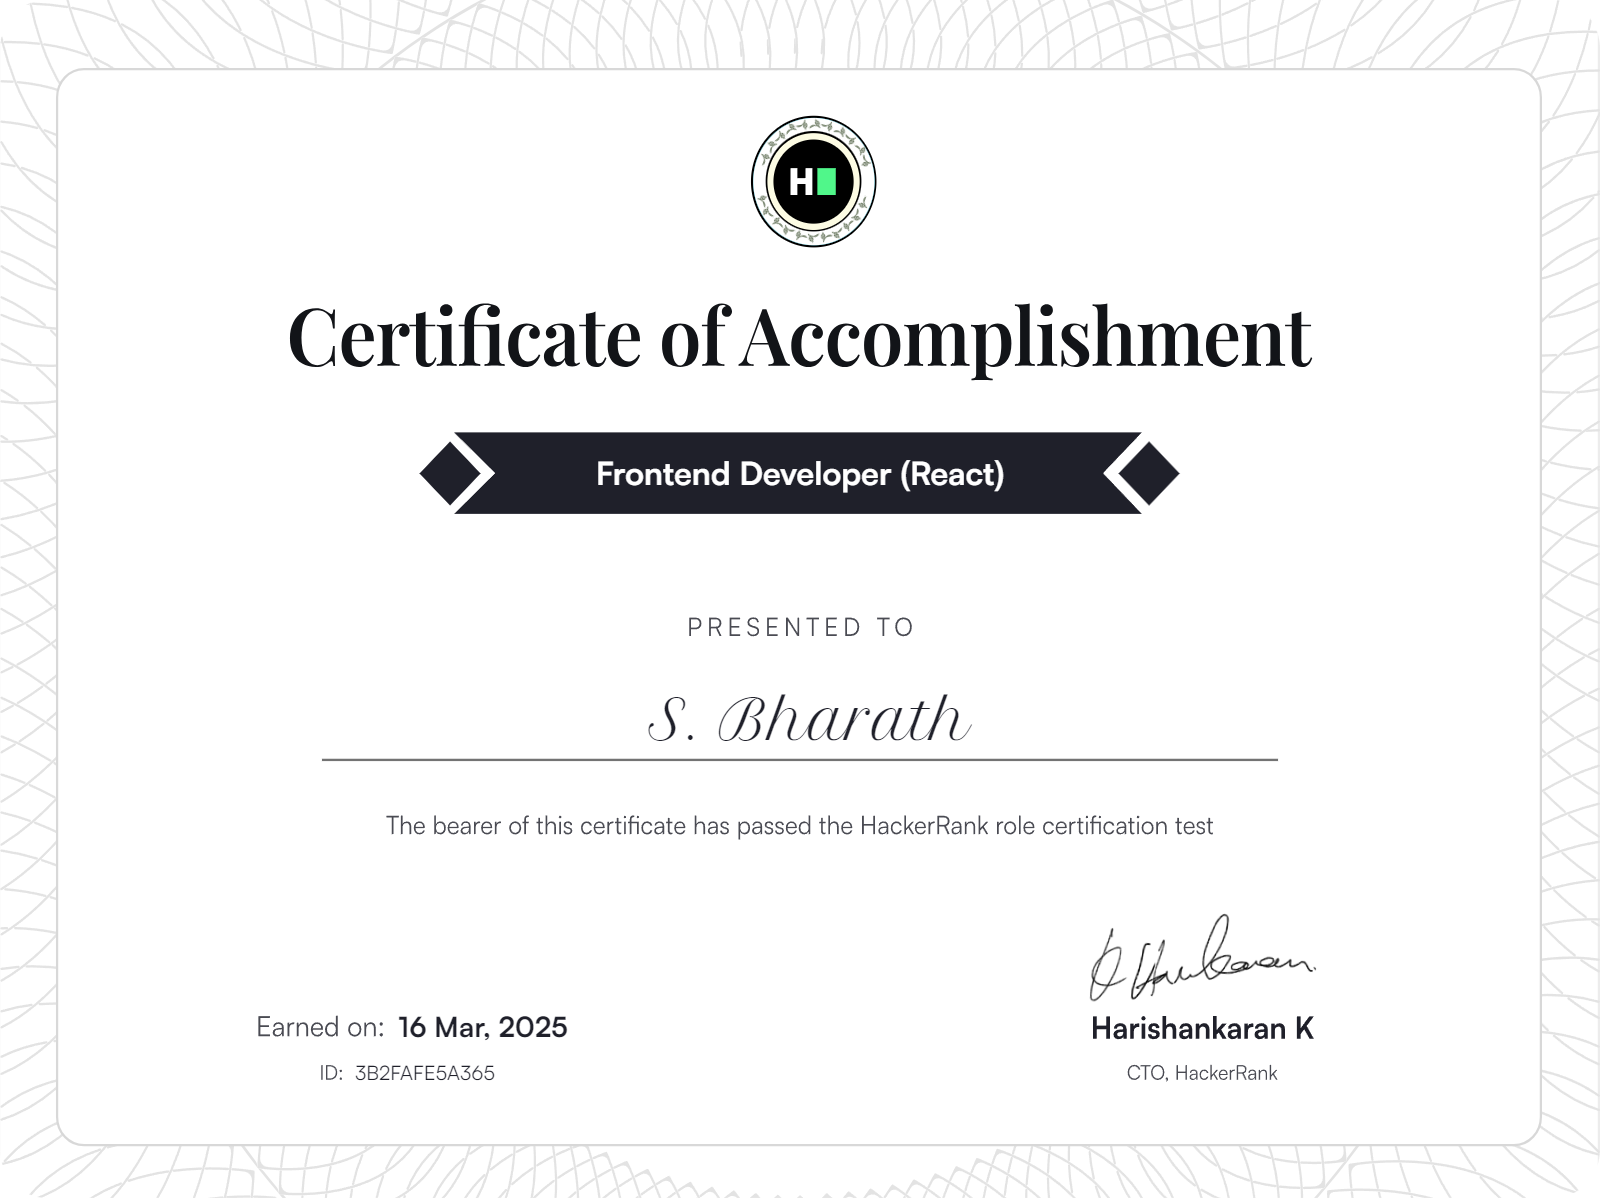 H
Certificate of Accomplishment
Frontend Developer (React)
PRESENTED TO
S. Bharath
The bearer of this certificate has passed the HackerRank role certification test
Earned on: 16 Mar, 2025
ID: 3B2FAFE5A365
Harishankaran K
CTO, HackerRank